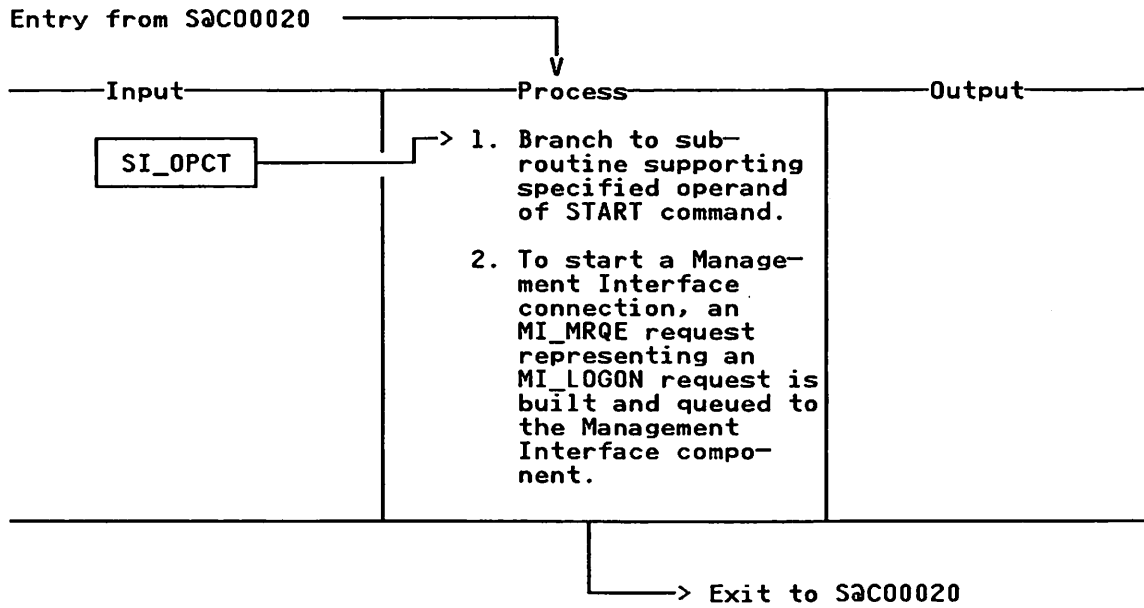 Entry from S@C00020
Input
Process
Output
SI_OPCT
1. Branch to sub-
routine supporting
specified operand
of START command.
2. To start a Manage-
ment Interface
connection, an
MI_MRQE request
representing an
MI_LOGON request is
built and queued to
the Management
Interface compo-
nent.
Exit to S@C00020